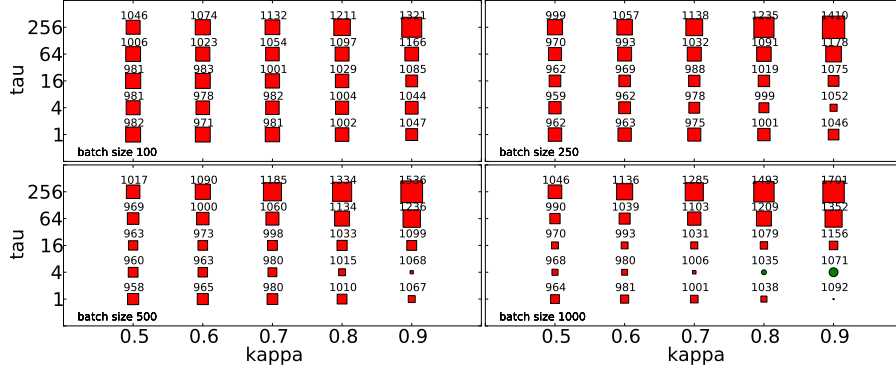 1046 1074 1132 1211 1321
256
1006 1023 1054 1097 1166
64
981 983 1001 1029 1085
16
981 978 982 1004 1044
4
982 971 981 1002 1047
1
tau
batch size 100
999 1057 1138 1235 1410
970 993 1032 1091 1178
962 969 988 1019 1075
959 962 978 999 1052
962 963 975 1001 1046
batch size 250
1017 1090 1185 1334 1536
256
969 1000 1060 1134 1236
64
963 973 998 1033 1099
16
960 963 980 1015 1068
4
958 965 980 1010 1067
1
tau
batch size 500
0.5 0.6 0.7 0.8 0.9
kappa
1046 1136 1285 1493 1701
990 1039 1103 1209 1352
970 993 1031 1079 1156
968 980 1006 1035 1071
964 981 1001 1038 1092
batch size 1000
0.5 0.6 0.7 0.8 0.9
kappa